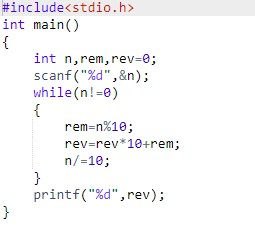 #include<stdio.h>
int main()
{
    int n,rem,rev=0;
    scanf("%d",&n);
    while(n!=0)
    {
        rem=n%10;
        rev=rev*10+rem;
        n/=10;
    }
    printf("%d",rev);
}